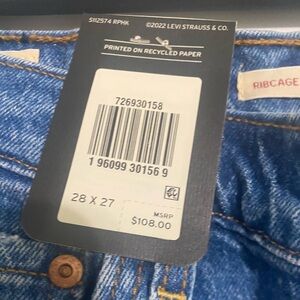 S112574 RPHK ©2022 LEVI STRAUSS & CO.
PRINTED ON RECYCLED PAPER
RIBCAGE
726930158
1 96099 30156 9
28 X 27
MSRP
$108.00